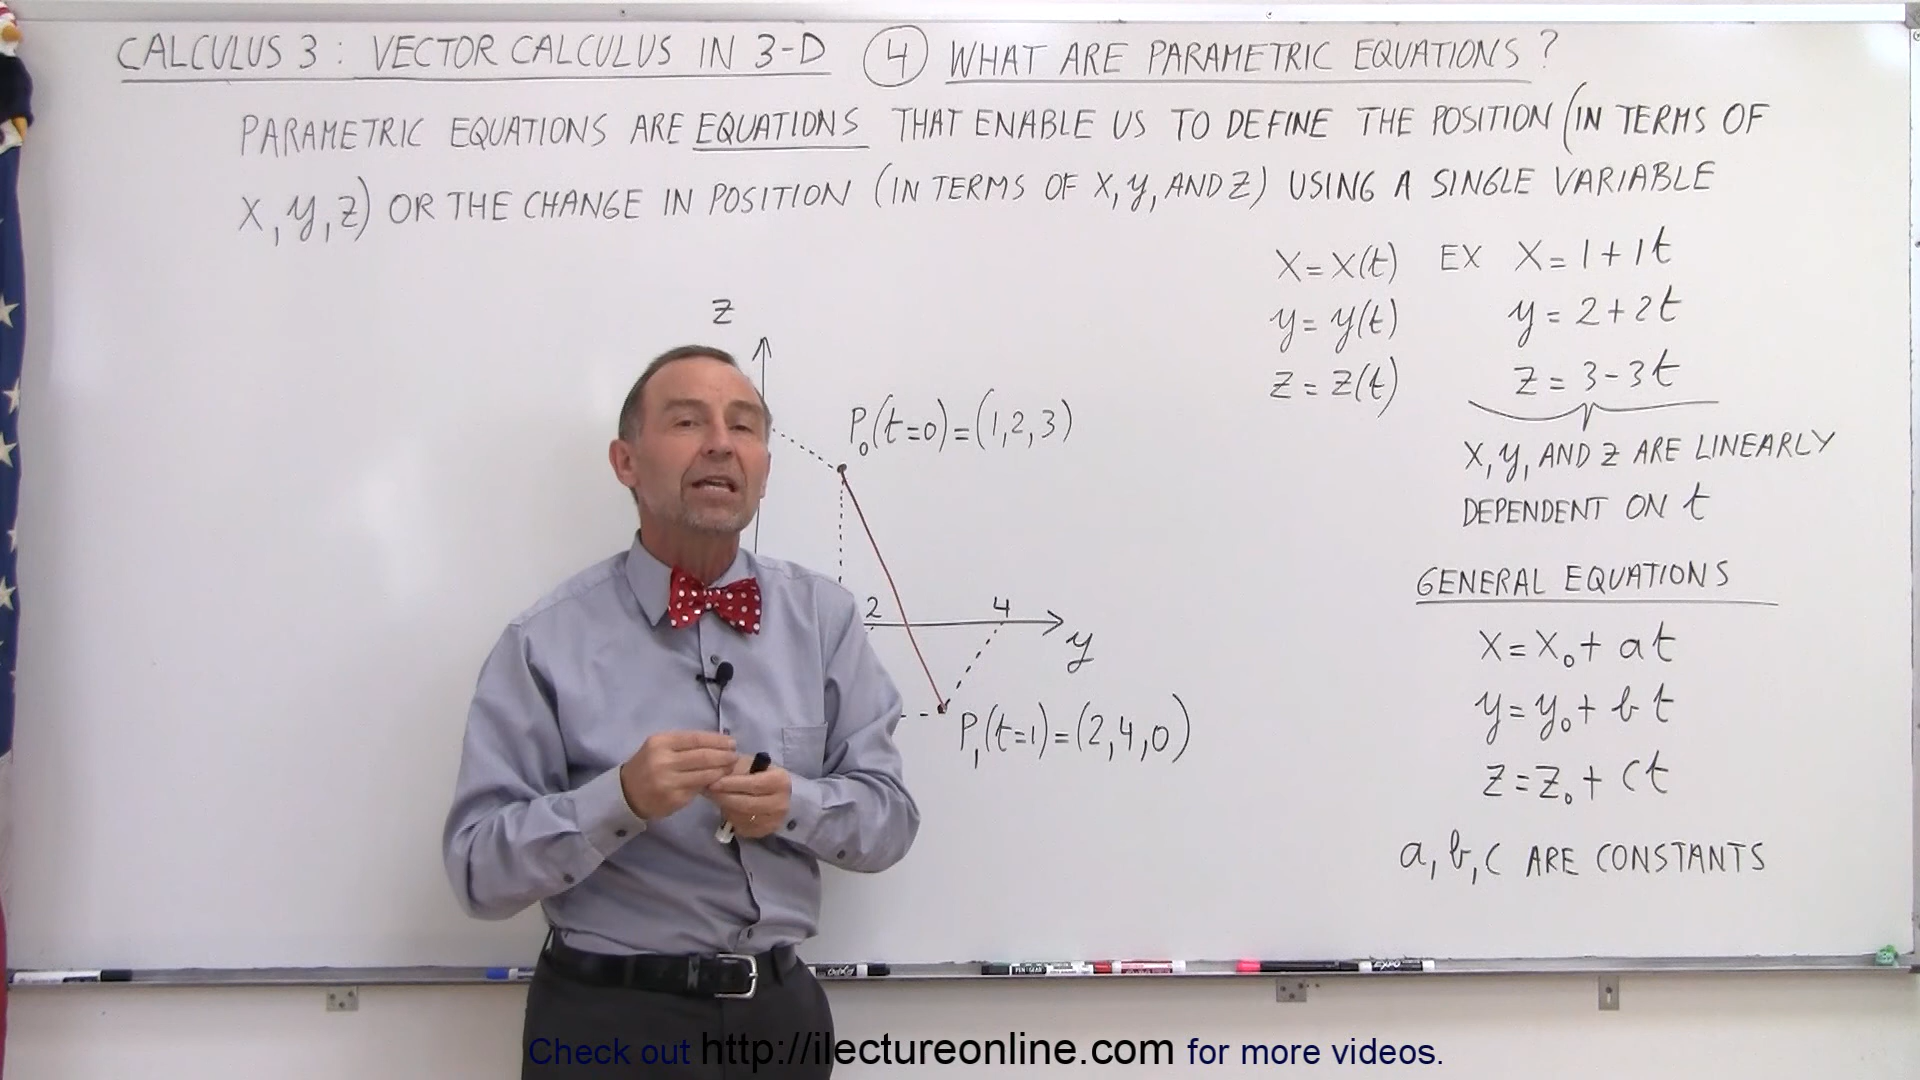 CALCULUS 3 : VECTOR CALCULUS IN 3-D ④ WHAT ARE PARAMETRIC EQUATIONS ?
PARAMETRIC EQUATIONS ARE EQUATIONS THAT ENABLE US TO DEFINE THE POSITION (IN TERMS OF
X, y, z) OR THE CHANGE IN POSITION (IN TERMS OF X, y, AND Z) USING A SINGLE VARIABLE
X = X(t) EX X = 1 + 1t
y = y(t) y = 2 + 2t
z = z(t) z = 3 - 3t
X, y, AND Z ARE LINEARLY
DEPENDENT ON t
z
P₀(t=0) = (1,2,3)
2 4
y
P₁(t=1) = (2,4,0)
GENERAL EQUATIONS
X = X₀ + at
y = y₀ + bt
z = z₀ + ct
a, b, c ARE CONSTANTS
EXPO
Check out http://ilectureonline.com for more videos.